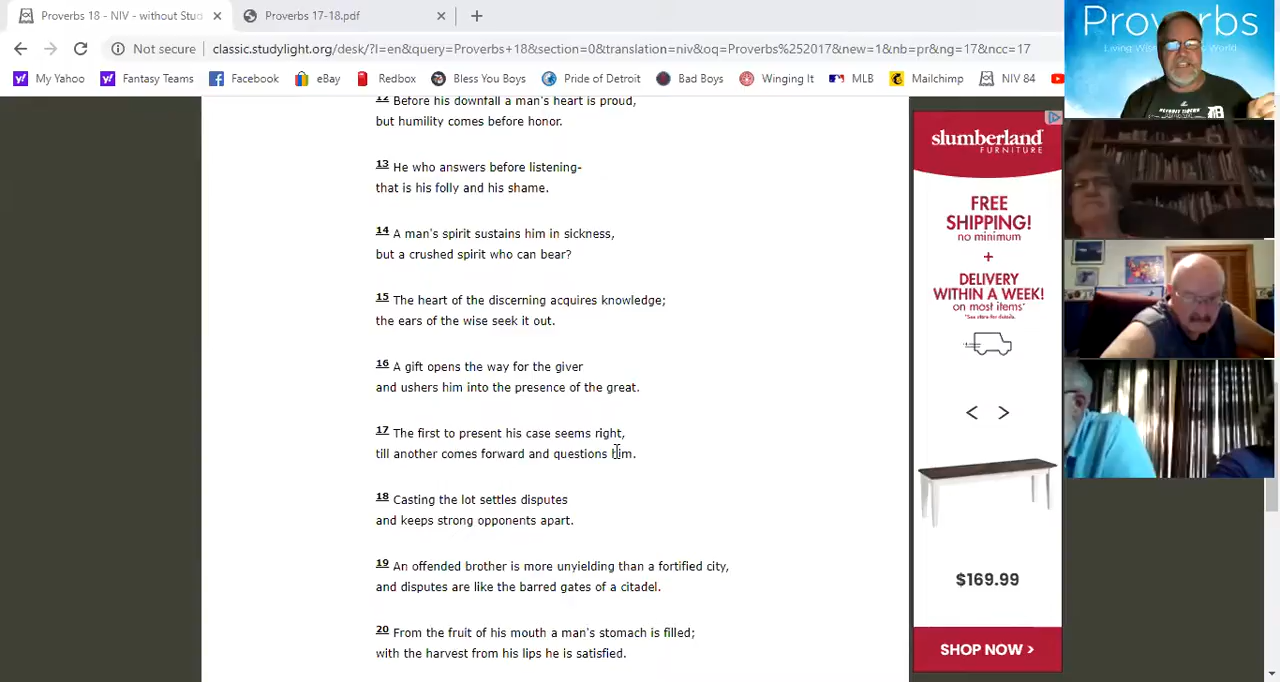 Proverbs 18 - NIV - without Stud
Proverbs 17-18.pdf
Not secure
classic.studylight.org/desk/?l=en&query=Proverbs+18&section=0&translation=niv&oq=Proverbs%252017&new=1&nb=pr&ng=17&ncc=17
My Yahoo
Fantasy Teams
Facebook
eBay
Redbox
Bless You Boys
Pride of Detroit
Bad Boys
Winging It
MLB
Mailchimp
NIV 84
Proverbs
12 Before his downfall a man's heart is proud,
but humility comes before honor.
13 He who answers before listening-
that is his folly and his shame.
14 A man's spirit sustains him in sickness,
but a crushed spirit who can bear?
15 The heart of the discerning acquires knowledge;
the ears of the wise seek it out.
16 A gift opens the way for the giver
and ushers him into the presence of the great.
17 The first to present his case seems right,
till another comes forward and questions him.
18 Casting the lot settles disputes
and keeps strong opponents apart.
19 An offended brother is more unyielding than a fortified city,
and disputes are like the barred gates of a citadel.
20 From the fruit of his mouth a man's stomach is filled;
with the harvest from his lips he is satisfied.
slumberland
FURNITURE
FREE
SHIPPING!
no minimum
+
DELIVERY
WITHIN A WEEK!
on most items*
*See store for details.
$169.99
SHOP NOW >